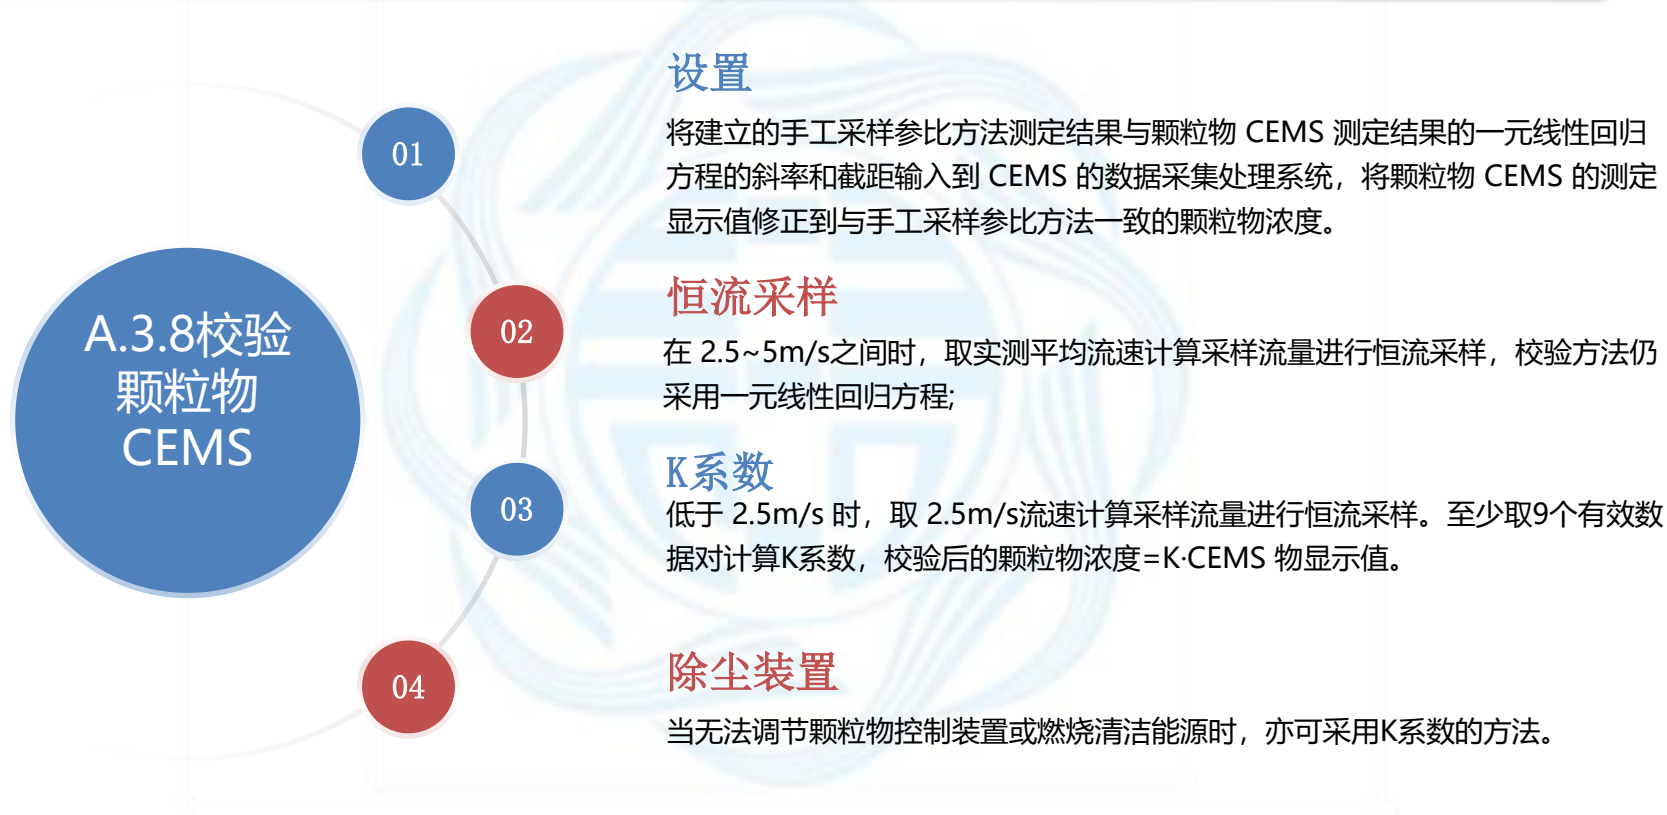 A.3.8校验
颗粒物
CEMS
01
设置
将建立的手工采样参比方法测定结果与颗粒物 CEMS 测定结果的一元线性回归
方程的斜率和截距输入到 CEMS 的数据采集处理系统，将颗粒物 CEMS 的测定
显示值修正到与手工采样参比方法一致的颗粒物浓度。
02
恒流采样
在 2.5~5m/s之间时，取实测平均流速计算采样流量进行恒流采样，校验方法仍
采用一元线性回归方程;
03
K系数
低于 2.5m/s 时，取 2.5m/s流速计算采样流量进行恒流采样。至少取9个有效数
据对计算K系数，校验后的颗粒物浓度=K·CEMS 物显示值。
04
除尘装置
当无法调节颗粒物控制装置或燃烧清洁能源时，亦可采用K系数的方法。